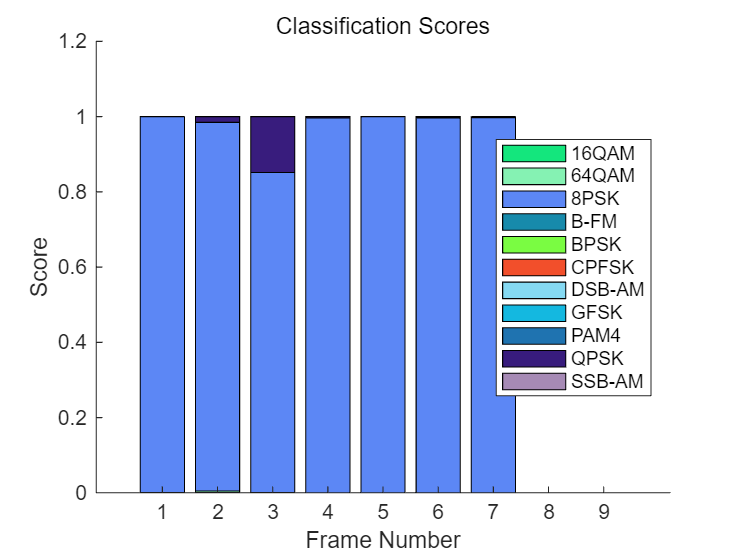 Classification Scores
1.2
1
0.8
0.6
0.4
0.2
0
Score
1 2 3 4 5 6 7 8 9
Frame Number
16QAM
64QAM
8PSK
B-FM
BPSK
CPFSK
DSB-AM
GFSK
PAM4
QPSK
SSB-AM